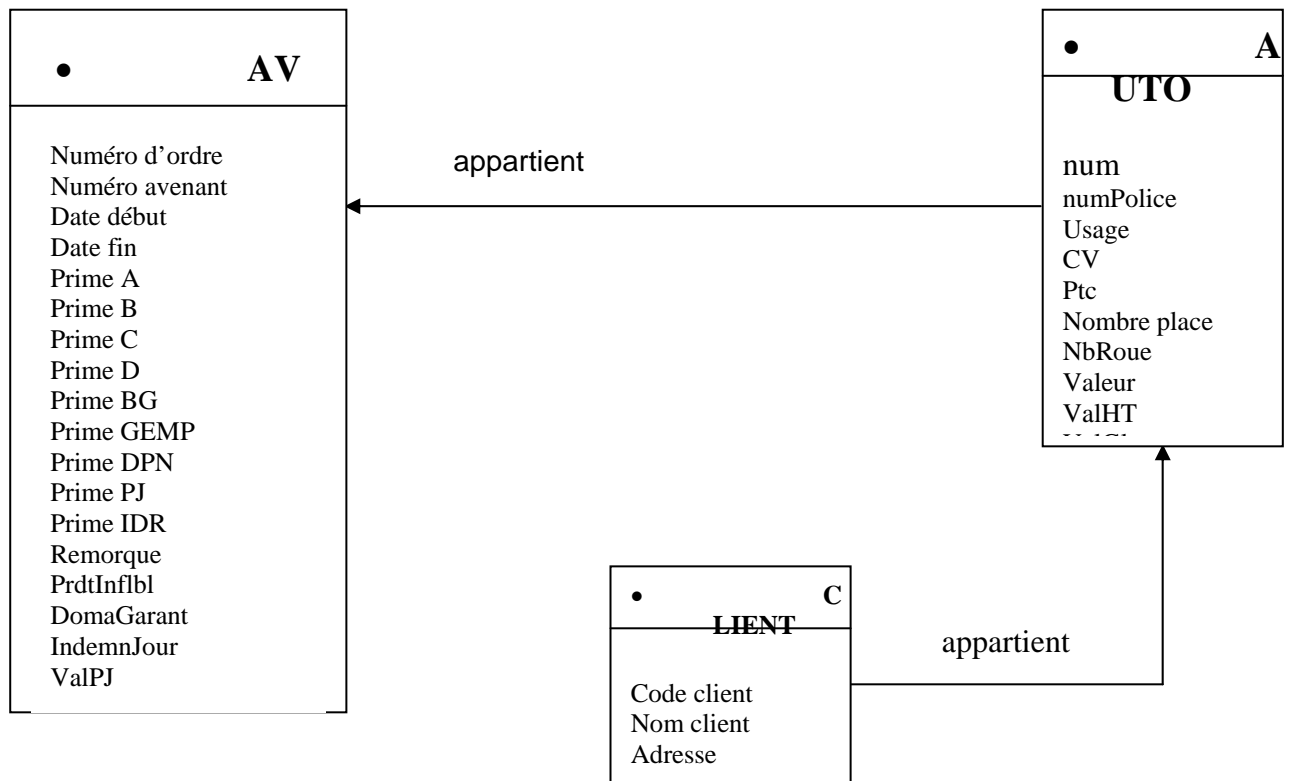 • AV
Numéro d’ordre
Numéro avenant
Date début
Date fin
Prime A
Prime B
Prime C
Prime D
Prime BG
Prime GEMP
Prime DPN
Prime PJ
Prime IDR
Remorque
PrdtInflbl
DomaGarant
IndemnJour
ValPJ
appartient
• A
UTO
num
numPolice
Usage
CV
Ptc
Nombre place
NbRoue
Valeur
ValHT
• C
LIENT
Code client
Nom client
Adresse
appartient